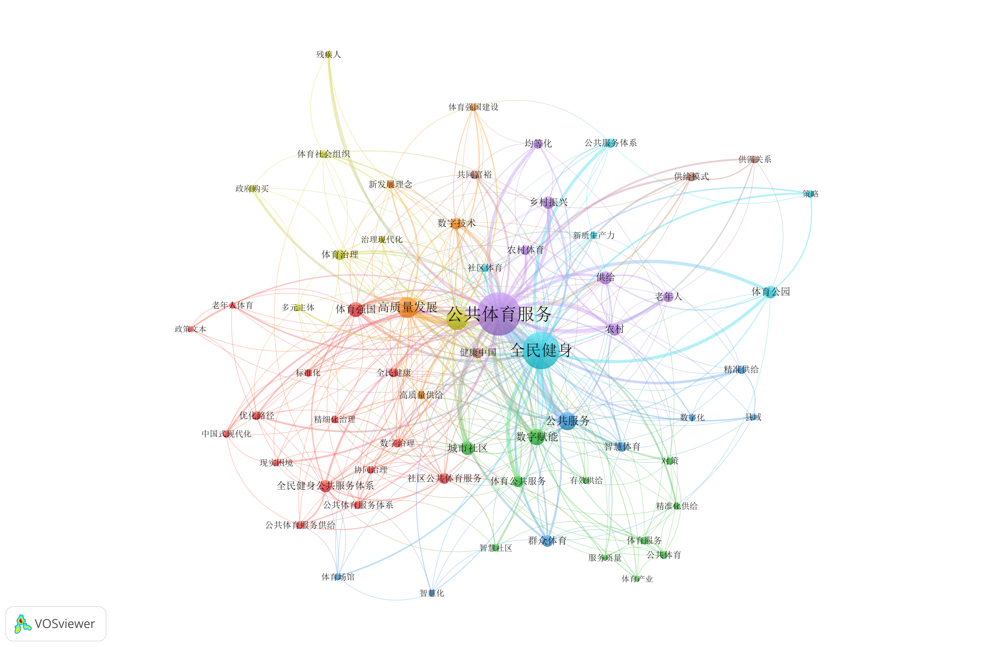 残疾人
体育强国建设
均等化
公共服务体系
体育社会组织
供需关系
共同富裕
供给模式
新发展理念
政府购买
策略
乡村振兴
数字技术
新质生产力
治理现代化
农村体育
体育治理
社区体育
供给
体育公园
老年人
老年人体育
多元主体
体育强国
高质量发展
公共体育服务
政策文本
农村
健康中国
全民健身
精准供给
标准化
全民健康
高质量供给
优化路径
精细化治理
公共服务
数字化
县域
中国式现代化
数字赋能
数字治理
城市社区
智慧体育
现实困境
对策
协同治理
社区公共体育服务
体育公共服务
有效供给
全民健身公共服务体系
公共体育服务体系
精准化供给
公共体育服务供给
群众体育
体育服务
智慧社区
公共体育
服务质量
体育场馆
体育产业
智慧化
VOSviewer